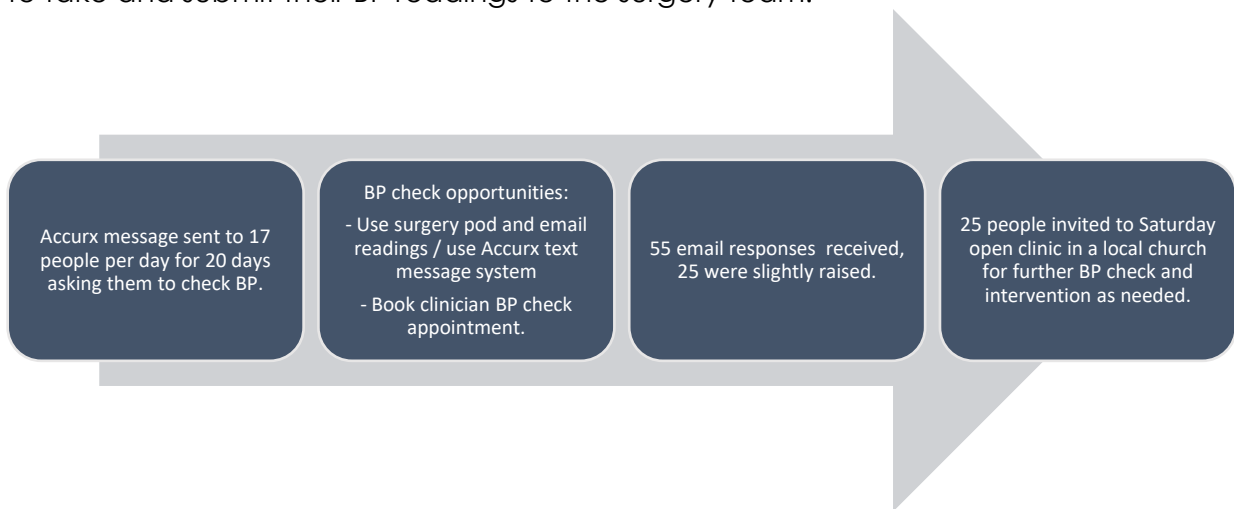 to take and submit their BP readings to the surgery team.
Accurx message sent to 17
people per day for 20 days
asking them to check BP.
BP check opportunities:
- Use surgery pod and email
readings / use Accurx text
message system
- Book clinician BP check
appointment.
55 email responses received,
25 were slightly raised.
25 people invited to Saturday
open clinic in a local church
for further BP check and
intervention as needed.